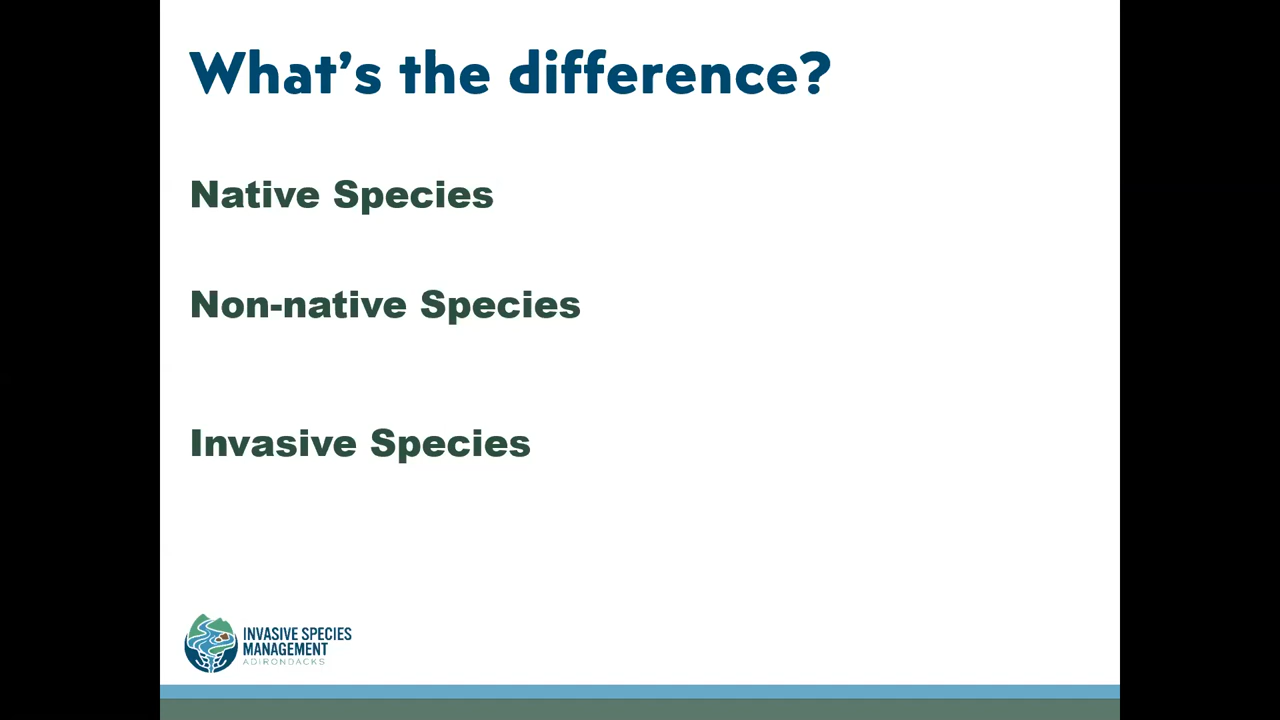 What’s the difference?
Native Species
Non-native Species
Invasive Species
INVASIVE SPECIES
MANAGEMENT
ADIRONDACKS